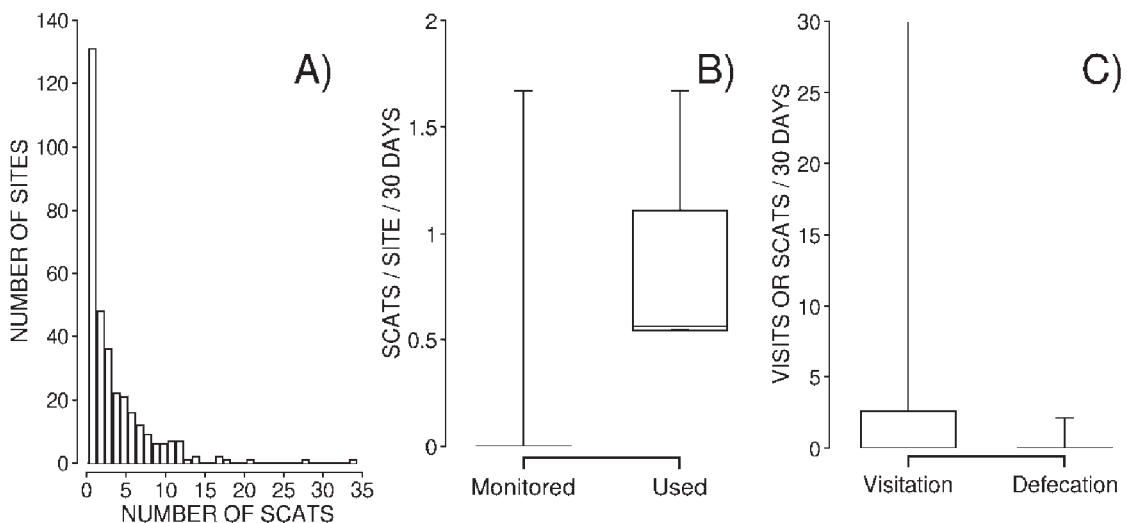 A)
NUMBER OF SITES
140
120
100
80
60
40
20
0
0 5 10 15 20 25 30 35
NUMBER OF SCATS
B)
SCATS / SITE / 30 DAYS
2
1.5
1
0.5
0
Monitored Used
C)
VISITS OR SCATS / 30 DAYS
30
25
20
15
10
5
0
Visitation Defecation